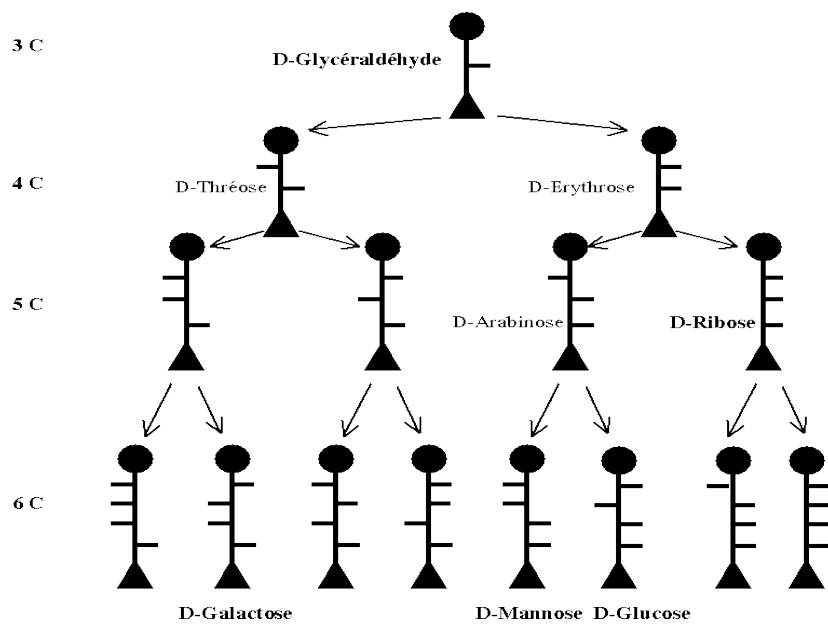 3 C
D-Glycéraldéhyde
4 C
D-Thréose
D-Erythrose
5 C
D-Arabinose
D-Ribose
6 C
D-Galactose
D-Mannose
D-Glucose